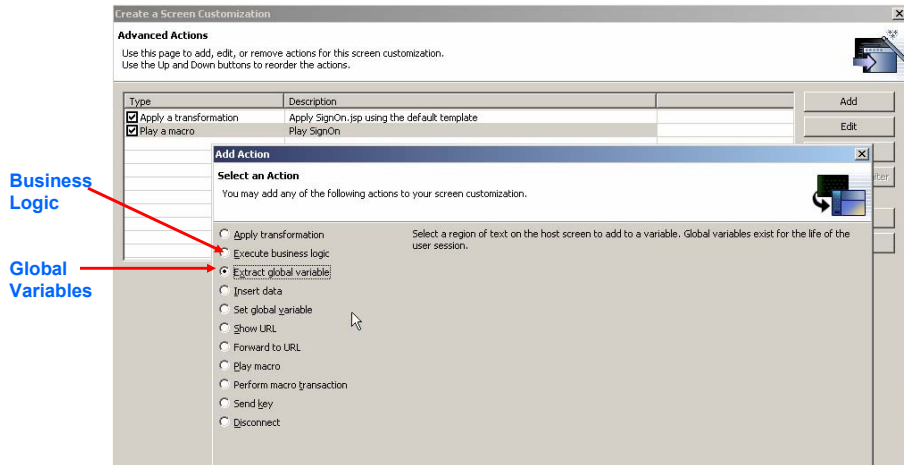 Create a Screen Customization
Advanced Actions
Use this page to add, edit, or remove actions for this screen customization.
Use the Up and Down buttons to reorder the actions.
Type Description
Add
Apply a transformation Apply SignOn.jsp using the default template
Play a macro Play SignOn
Edit
Add Action
Select an Action
You may add any of the following actions to your screen customization.
Business
Logic
Global
Variables
Apply transformation
Execute business logic
Extract global variable
Insert data
Set global variable
Show URL
Forward to URL
Play macro
Perform macro transaction
Send key
Disconnect
Select a region of text on the host screen to add to a variable. Global variables exist for the life of the
user session.